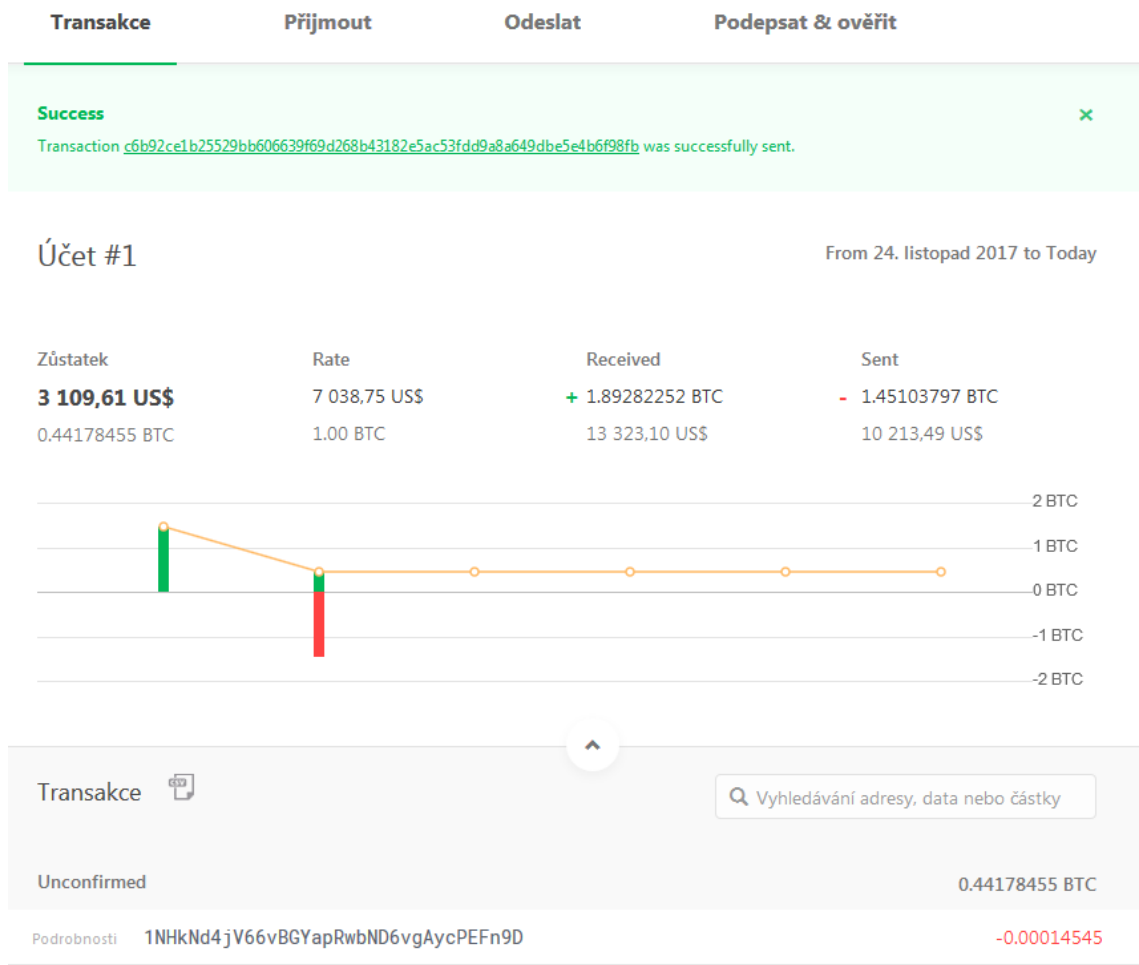 Transakce Přijmout Odeslat Podepsat & ověřit
Success
Transaction c6b92ce1b25529bb606639f69d268b43182e5ac53fdd9a8a649dbe5e4b6f98fb was successfully sent.
Účet #1 From 24. listopad 2017 to Today
Zůstatek Rate Received Sent
3 109,61 US$ 7 038,75 US$ + 1.89282252 BTC - 1.45103797 BTC
0.44178455 BTC 1.00 BTC 13 323,10 US$ 10 213,49 US$
2 BTC
1 BTC
0 BTC
-1 BTC
-2 BTC
Transakce CSV Vyhledávání adresy, data nebo částky
Unconfirmed 0.44178455 BTC
Podrobnosti 1NHkNd4jV66vBGYapRwbND6vgAycPEFn9D -0.00014545